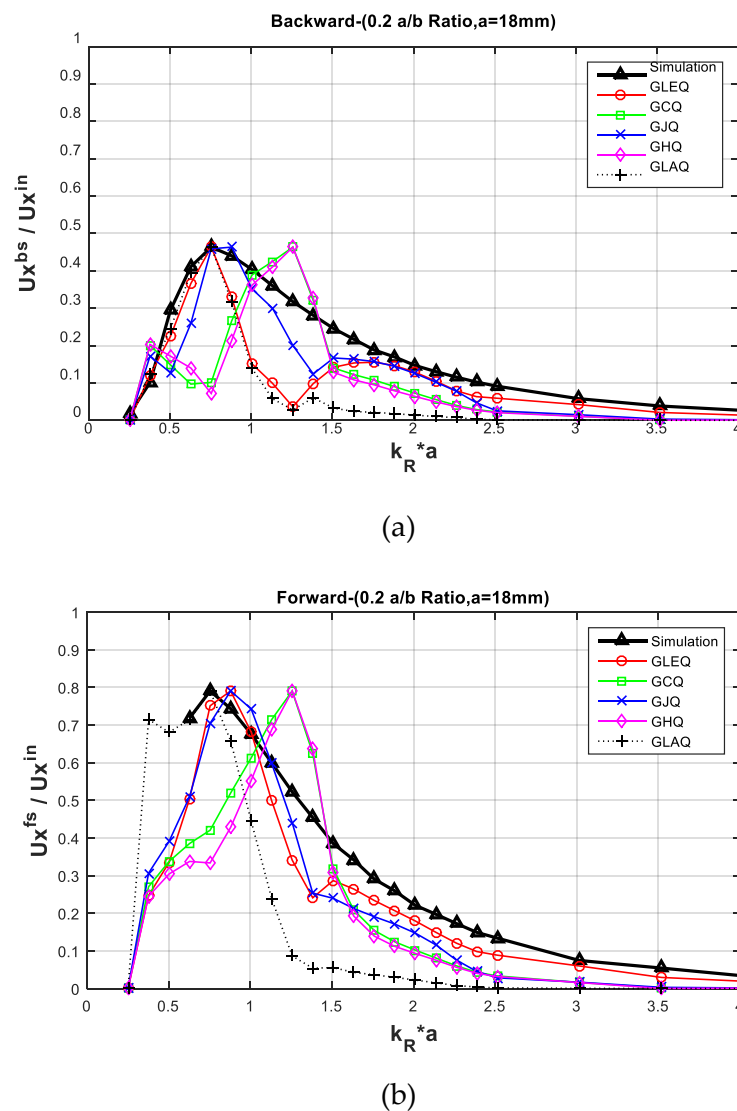 Backward-(0.2 a/b Ratio,a=18mm)
1
0.9
0.8
0.7
0.6
0.5
0.4
0.3
0.2
0.1
0
Ux^bs / Ux^in
Simulation
GLEQ
GCQ
GJQ
GHQ
GLAQ
0 0.5 1 1.5 2 2.5 3 3.5 4
k_R*a
(a)
Forward-(0.2 a/b Ratio,a=18mm)
1
0.9
0.8
0.7
0.6
0.5
0.4
0.3
0.2
0.1
0
Ux^fs / Ux^in
Simulation
GLEQ
GCQ
GJQ
GHQ
GLAQ
0 0.5 1 1.5 2 2.5 3 3.5 4
k_R*a
(b)